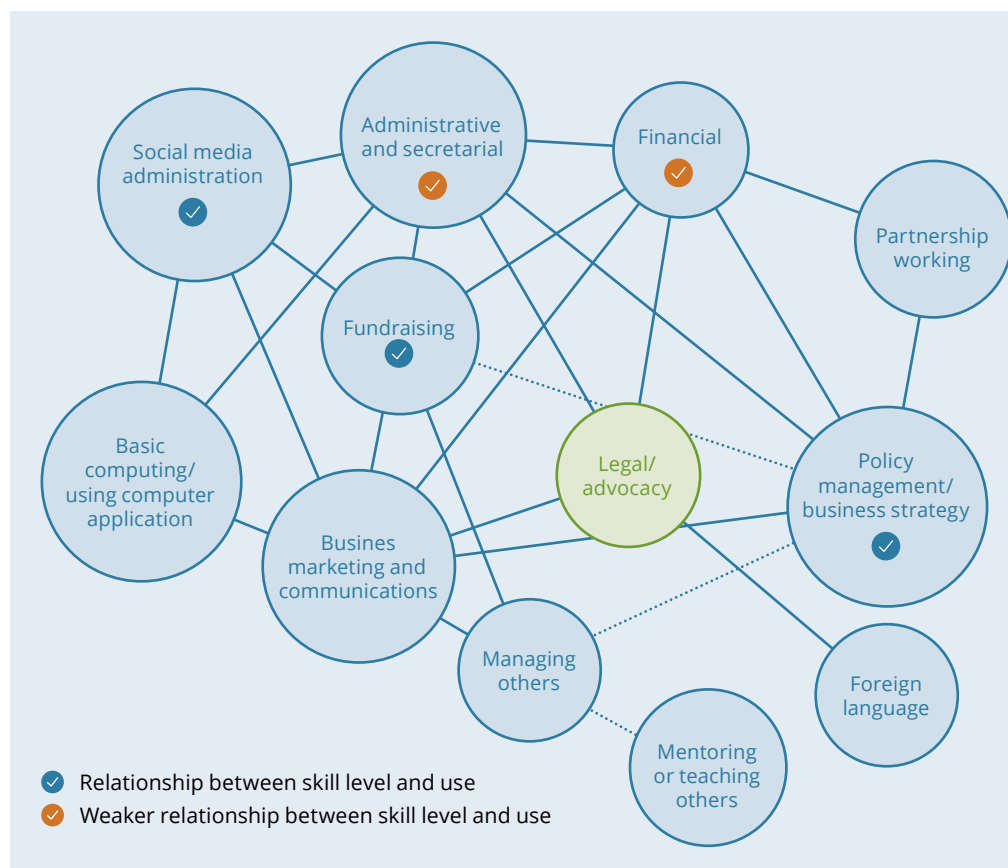 Social media
administration
Administrative
and secretarial
Financial
Partnership
working
Fundraising
Basic
computing/
using computer
application
Legal/
advocacy
Policy
management/
business strategy
Busines
marketing and
communications
Managing
others
Foreign
language
Mentoring
or teaching
others
Relationship between skill level and use
Weaker relationship between skill level and use